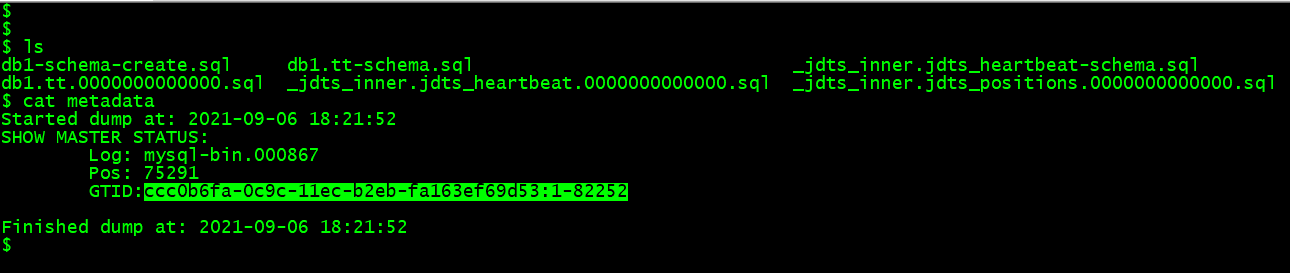 $
$
$ ls
db1-schema-create.sql     db1.tt-schema.sql                             _jdts_inner.jdts_heartbeat-schema.sql
db1.tt.0000000000000.sql  _jdts_inner.jdts_heartbeat.0000000000000.sql  _jdts_inner.jdts_positions.0000000000000.sql
$ cat metadata
Started dump at: 2021-09-06 18:21:52
SHOW MASTER STATUS:
        Log: mysql-bin.000867
        Pos: 75291
        GTID:ccc0b6fa-0c9c-11ec-b2eb-fa163ef69d53:1-82252

Finished dump at: 2021-09-06 18:21:52
$